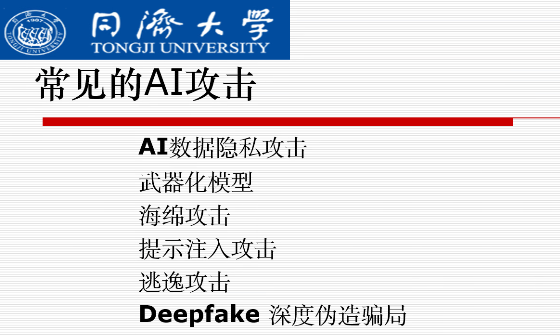 同濟大学
TONGJI UNIVERSITY
常见的AI攻击
AI数据隐私攻击
武器化模型
海绵攻击
提示注入攻击
逃逸攻击
Deepfake 深度伪造骗局